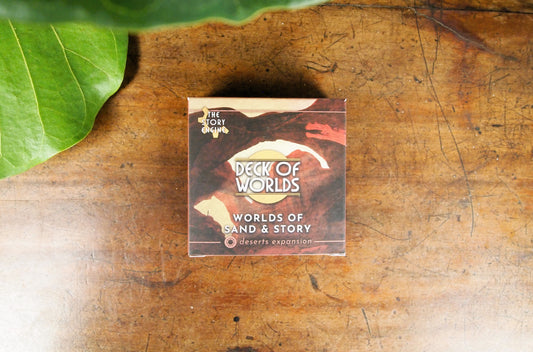 THE
STORY
ENGINE
DECK OF
WORLDS
WORLDS OF
SAND & STORY
deserts expansion